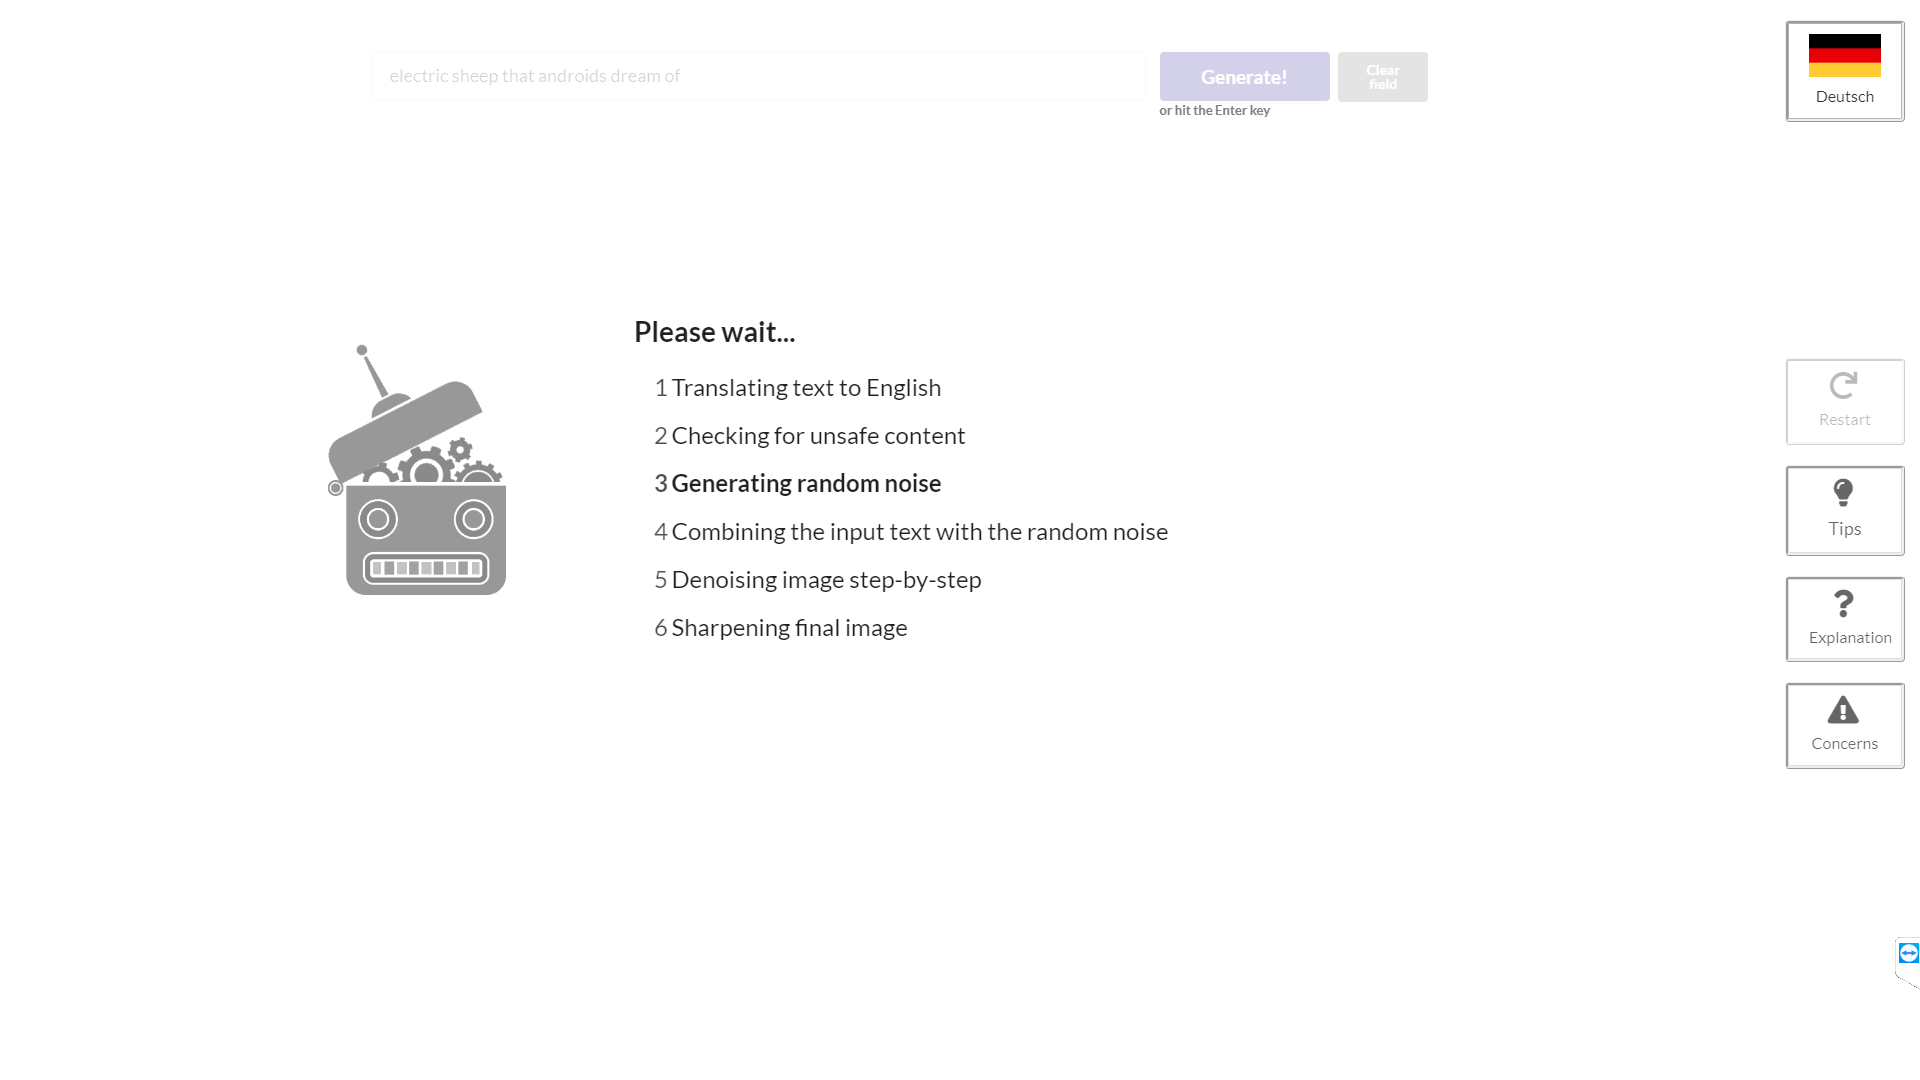 electric sheep that androids dream of
Generate!
Clear
field
or hit the Enter key
Deutsch
Please wait...
1 Translating text to English
2 Checking for unsafe content
3 Generating random noise
4 Combining the input text with the random noise
5 Denoising image step-by-step
6 Sharpening final image
Restart
Tips
Explanation
Concerns